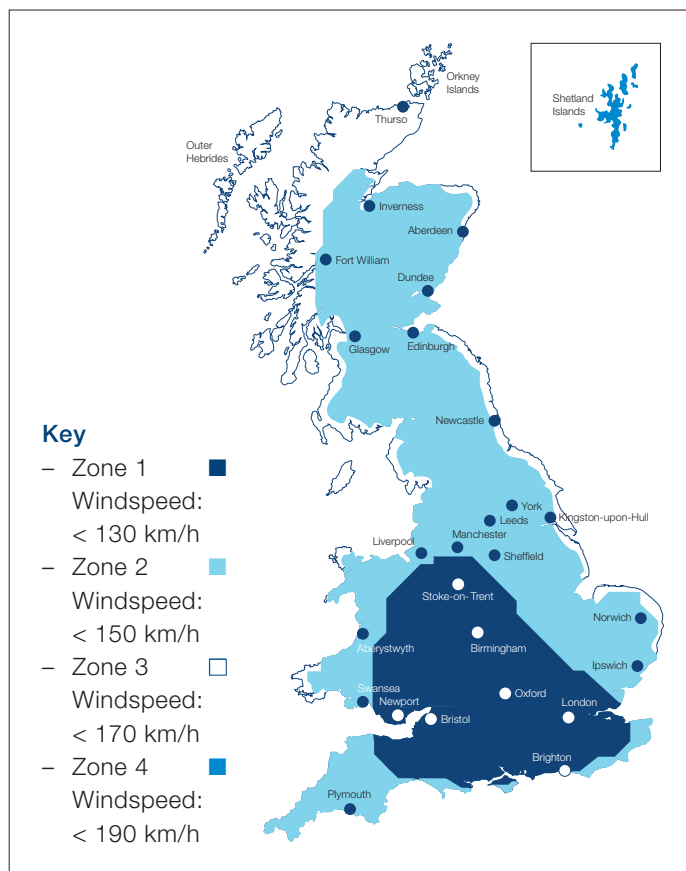 Orkney
Islands
Thurso
Shetland
Islands
Outer
Hebrides
Inverness
Aberdeen
Fort William
Dundee
Glasgow
Edinburgh
Newcastle
Key
– Zone 1
Windspeed:
< 130 km/h
– Zone 2
Windspeed:
< 150 km/h
– Zone 3
Windspeed:
< 170 km/h
– Zone 4
Windspeed:
< 190 km/h
York
Leeds
Kingston-upon-Hull
Liverpool
Manchester
Sheffield
Stoke-on-Trent
Norwich
Aberystwyth
Birmingham
Ipswich
Swansea
Newport
Oxford
London
Bristol
Brighton
Plymouth